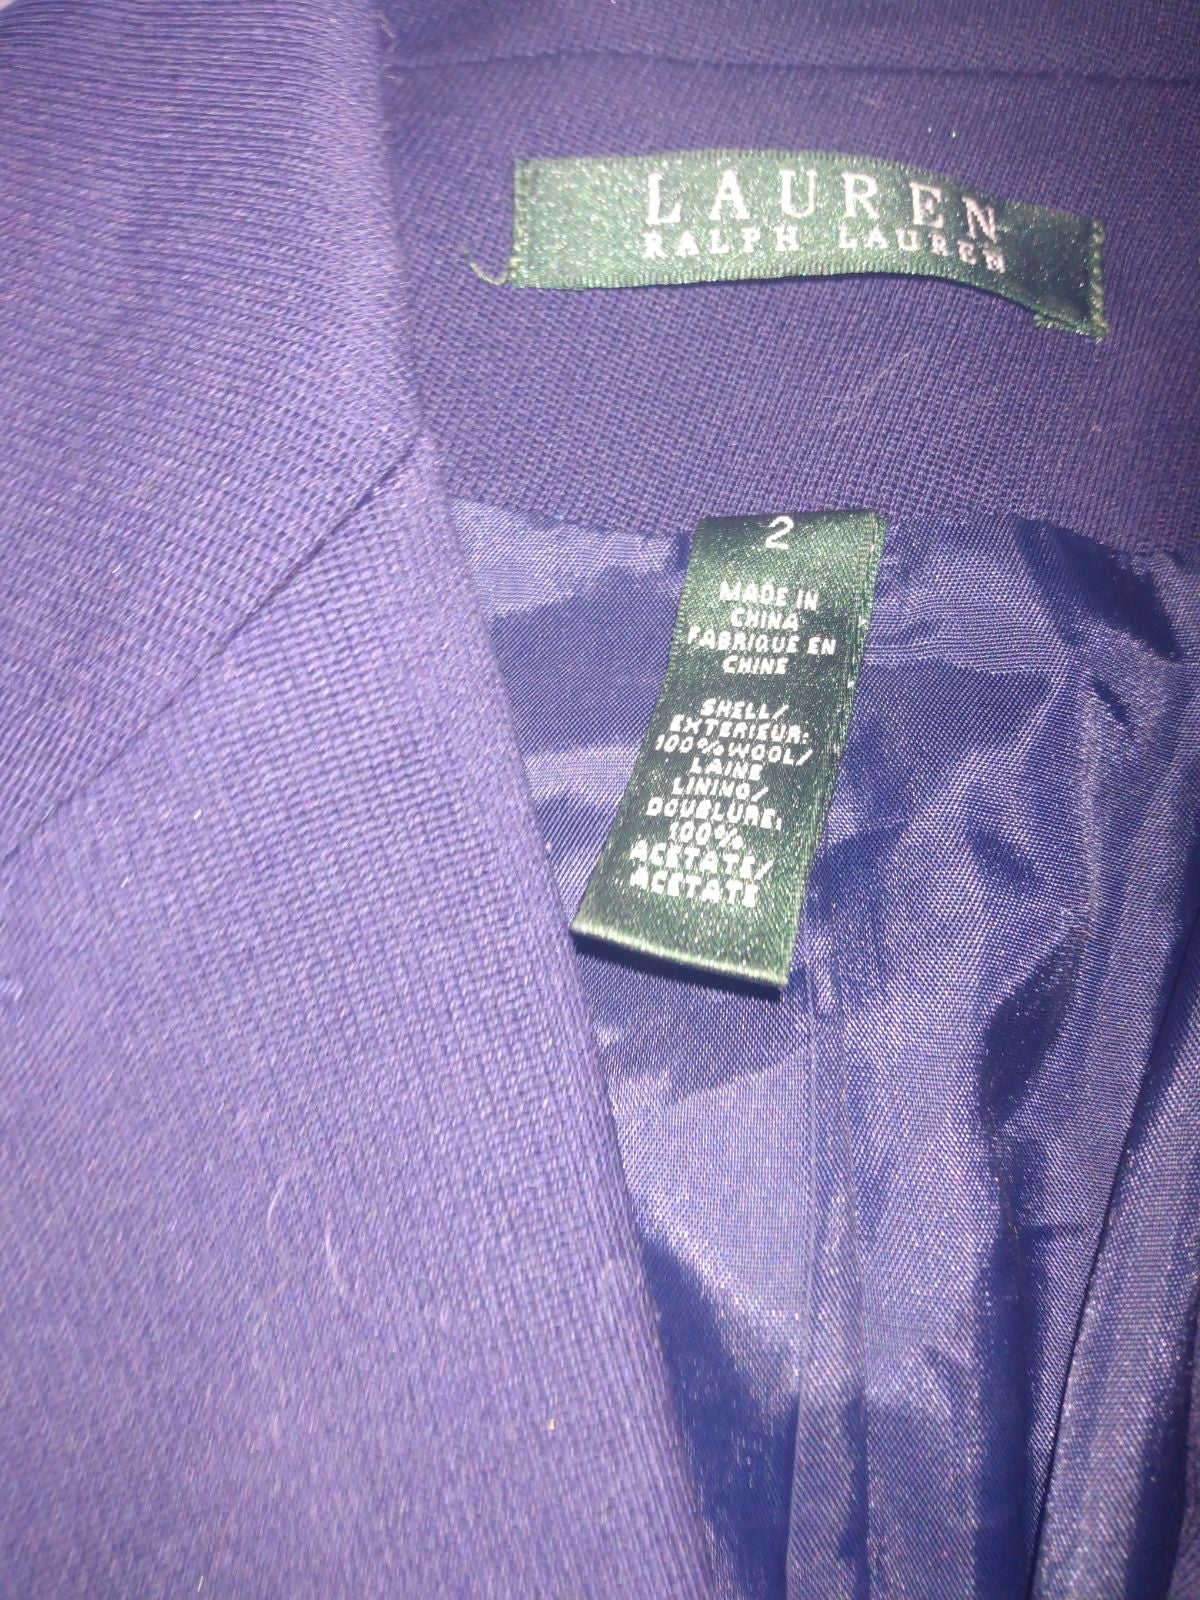 LAUREN
RALPH LAUREN
2
MADE IN
CHINA
FABRIQUE EN
CHINE
SHELL/
EXTERIEUR:
100% WOOL/
LAINE
LINING/
DOUBLURE:
100%
ACETATE/
ACETATE